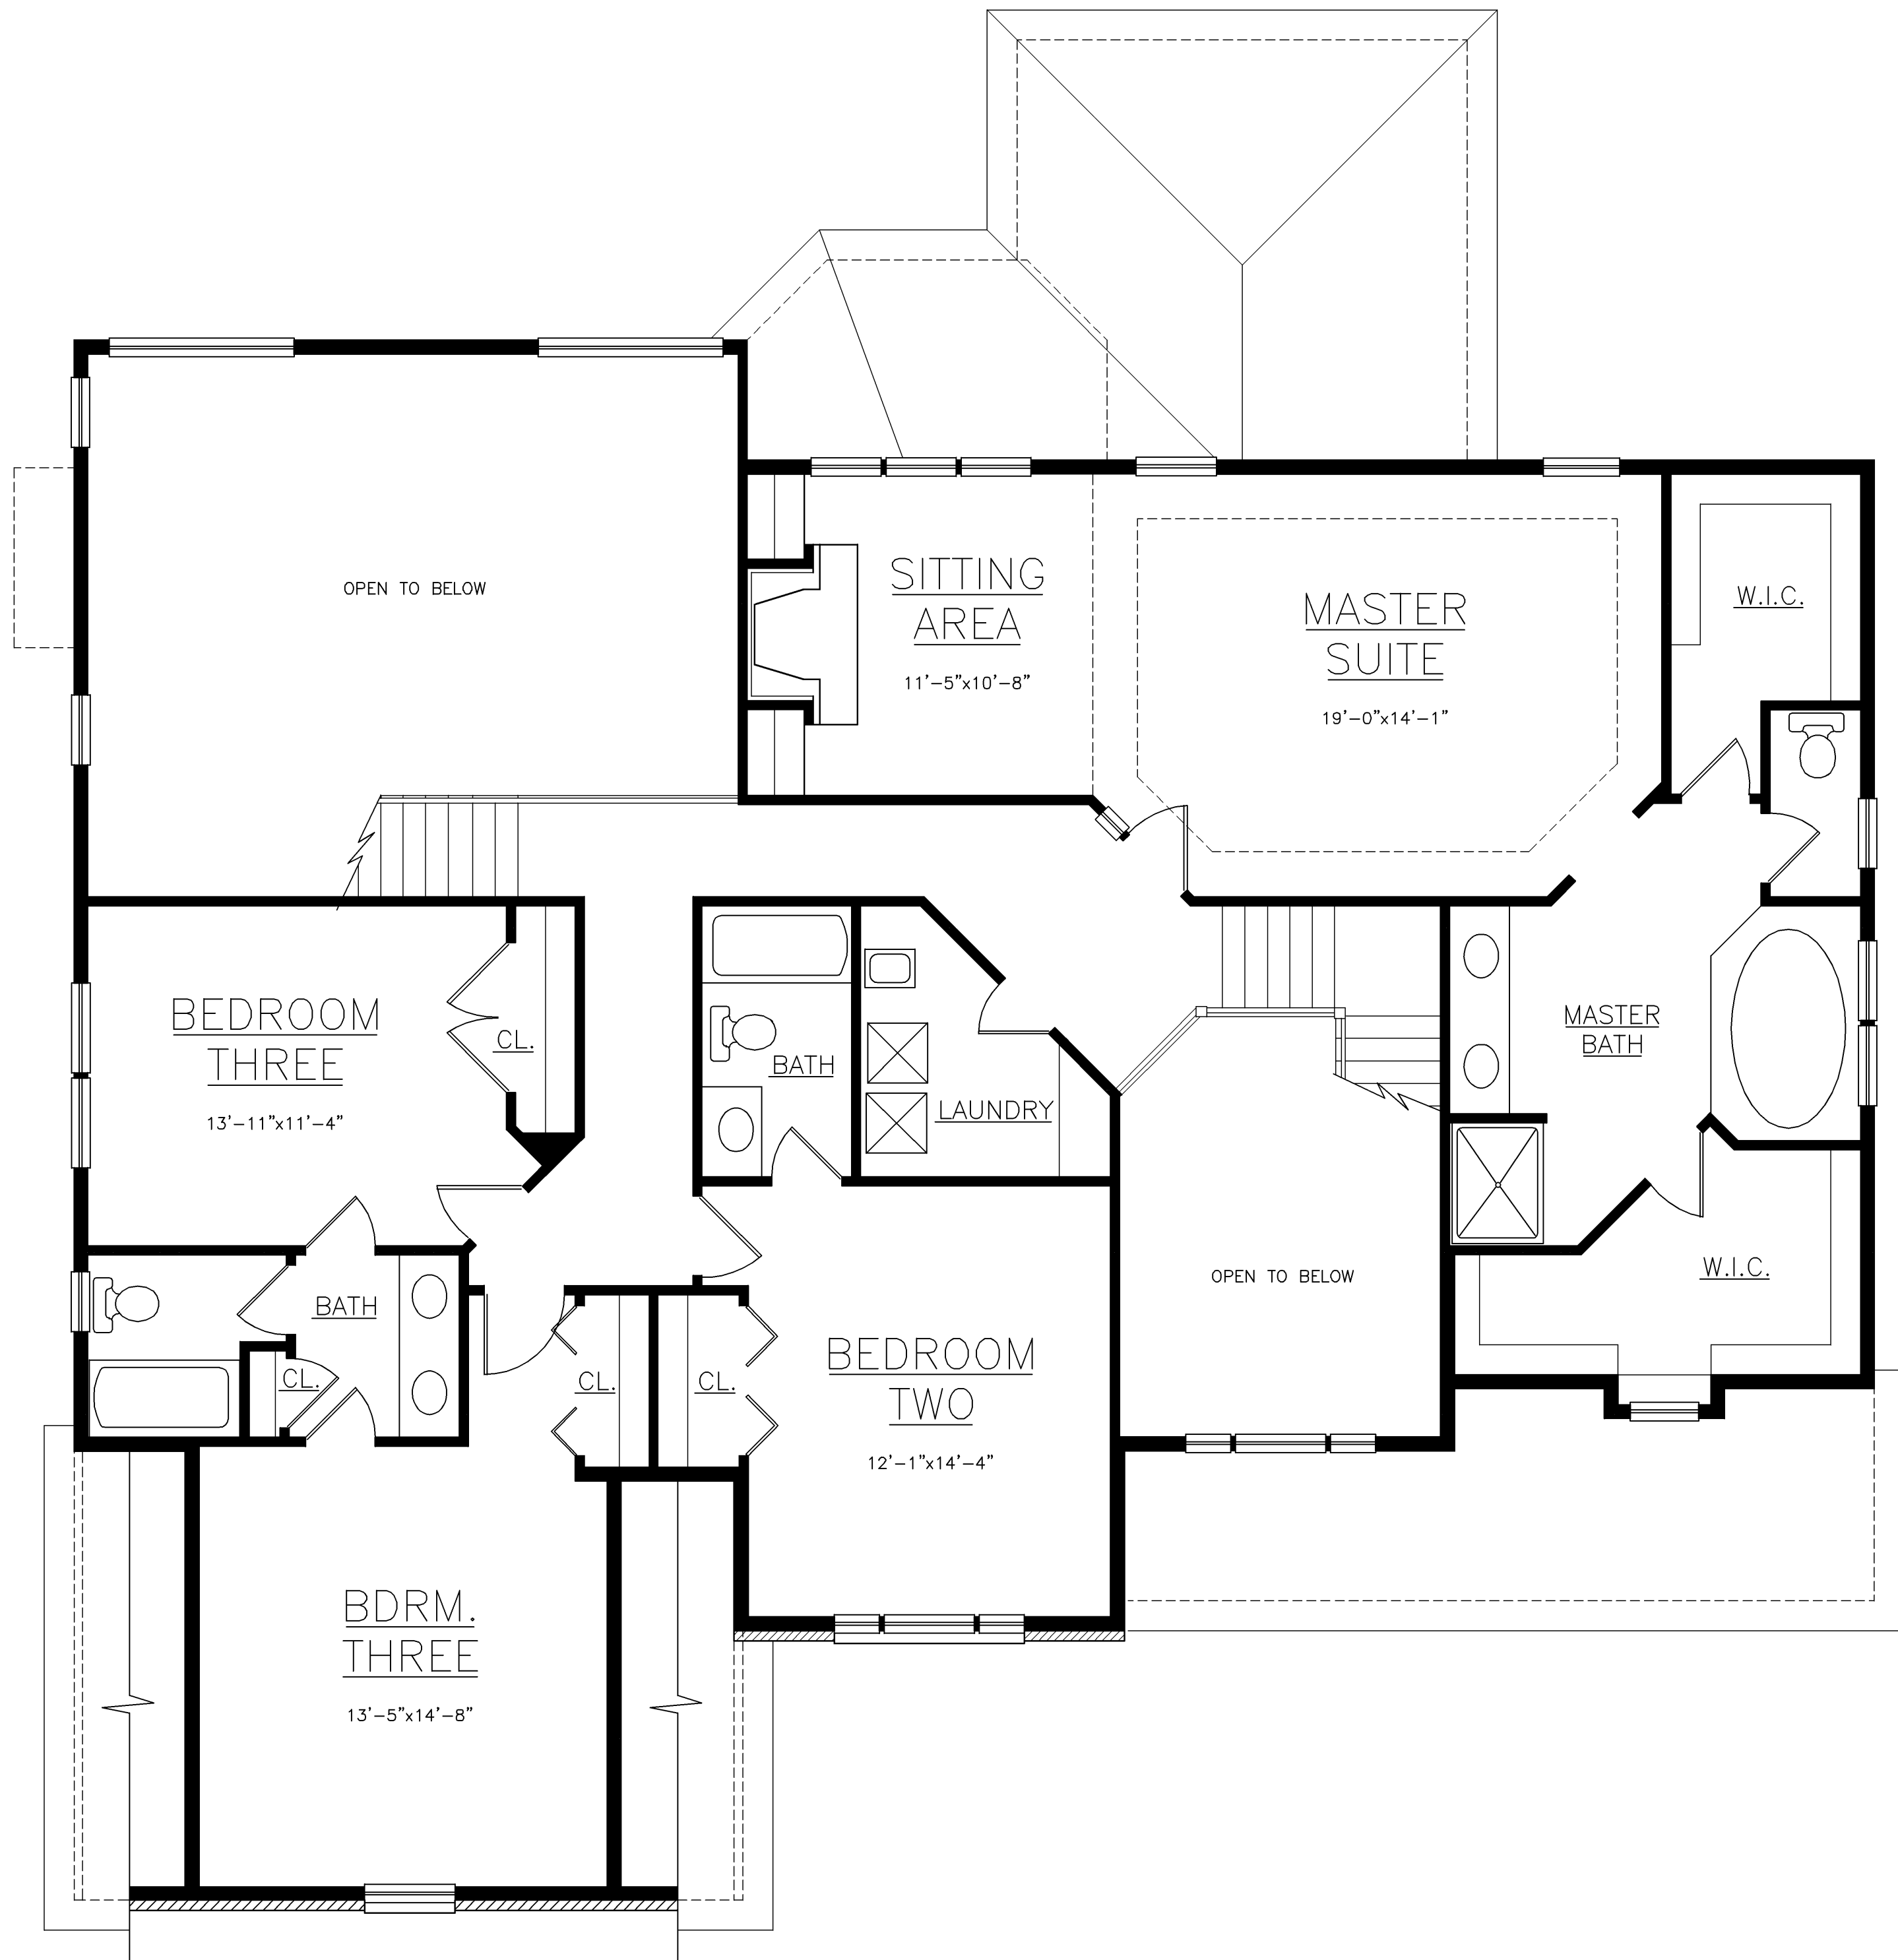 OPEN TO BELOW
SITTING
AREA
11'-5"x10'-8"
MASTER
SUITE
19'-0"x14'-1"
W.I.C.
BEDROOM
THREE
13'-11"x11'-4"
CL.
BATH
LAUNDRY
MASTER
BATH
BATH
CL.
CL.
CL.
BEDROOM
TWO
12'-1"x14'-4"
OPEN TO BELOW
W.I.C.
BDRM.
THREE
13'-5"x14'-8"